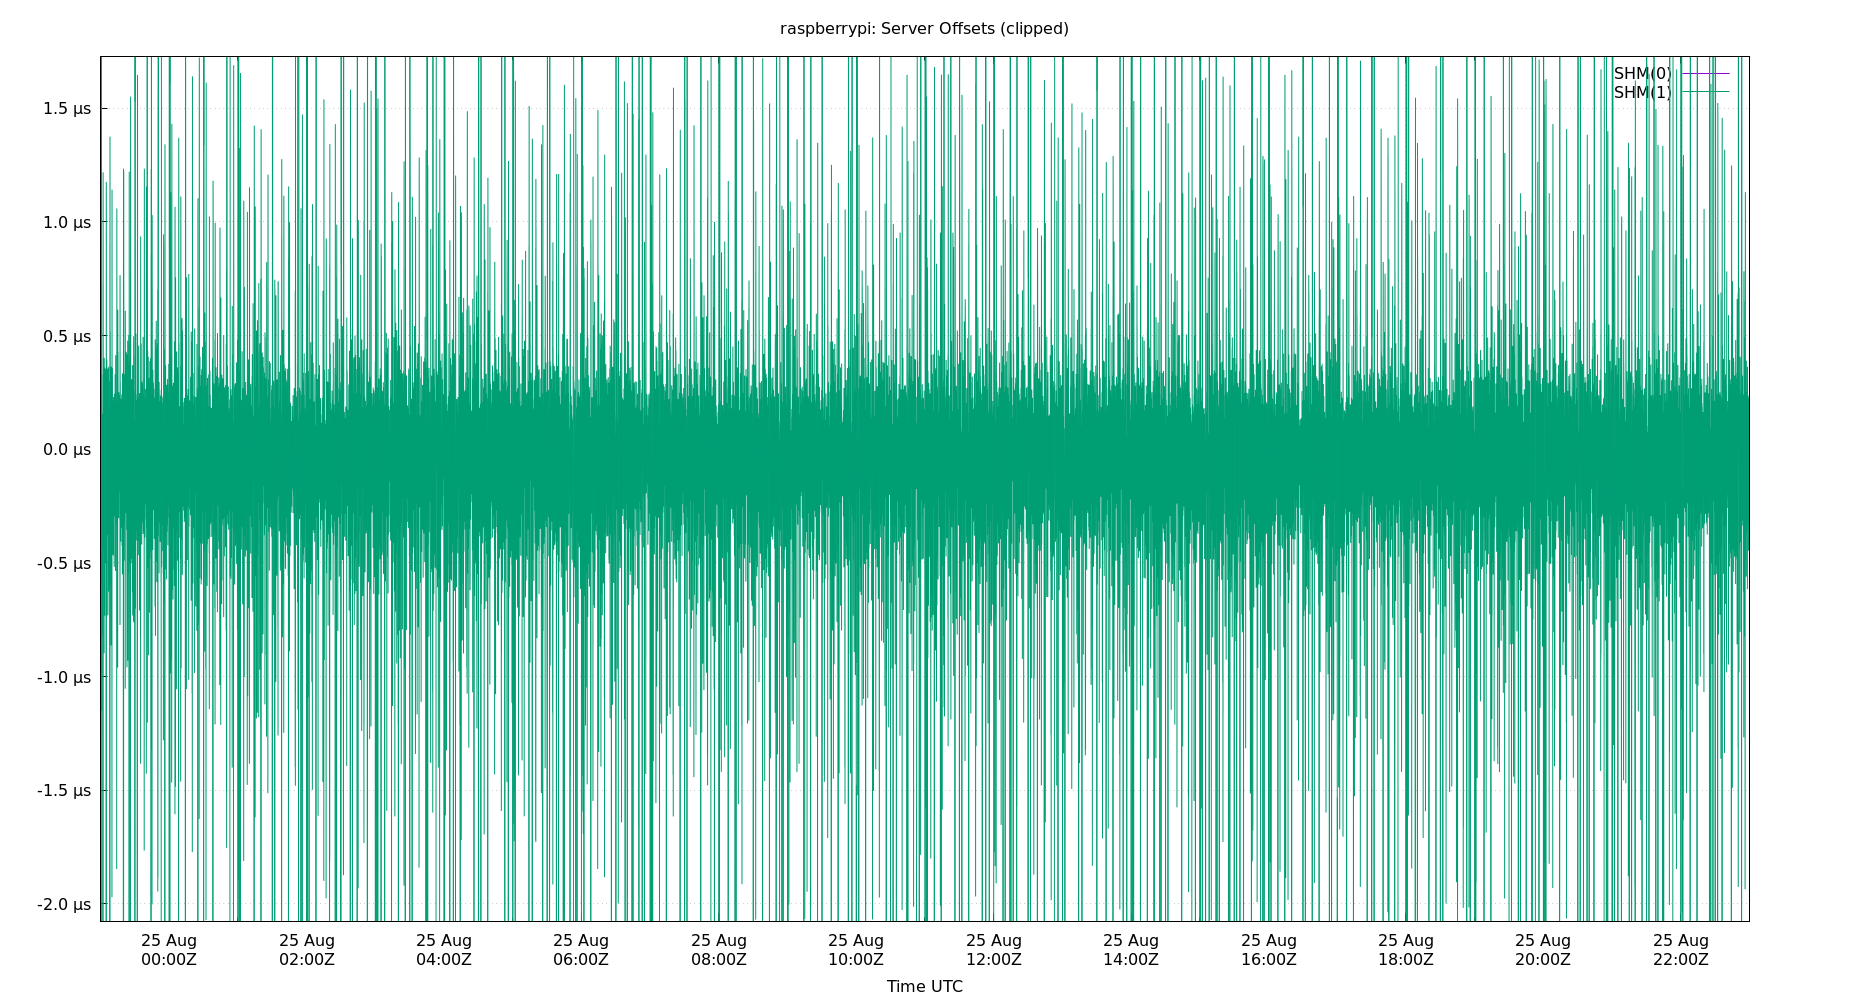 raspberrypi: Server Offsets (clipped)
SHM(0)
SHM(1)
1.5 µs
1.0 µs
0.5 µs
0.0 µs
-0.5 µs
-1.0 µs
-1.5 µs
-2.0 µs
25 Aug 25 Aug 25 Aug 25 Aug 25 Aug 25 Aug 25 Aug 25 Aug 25 Aug 25 Aug 25 Aug 25 Aug
00:00Z 02:00Z 04:00Z 06:00Z 08:00Z 10:00Z 12:00Z 14:00Z 16:00Z 18:00Z 20:00Z 22:00Z
Time UTC